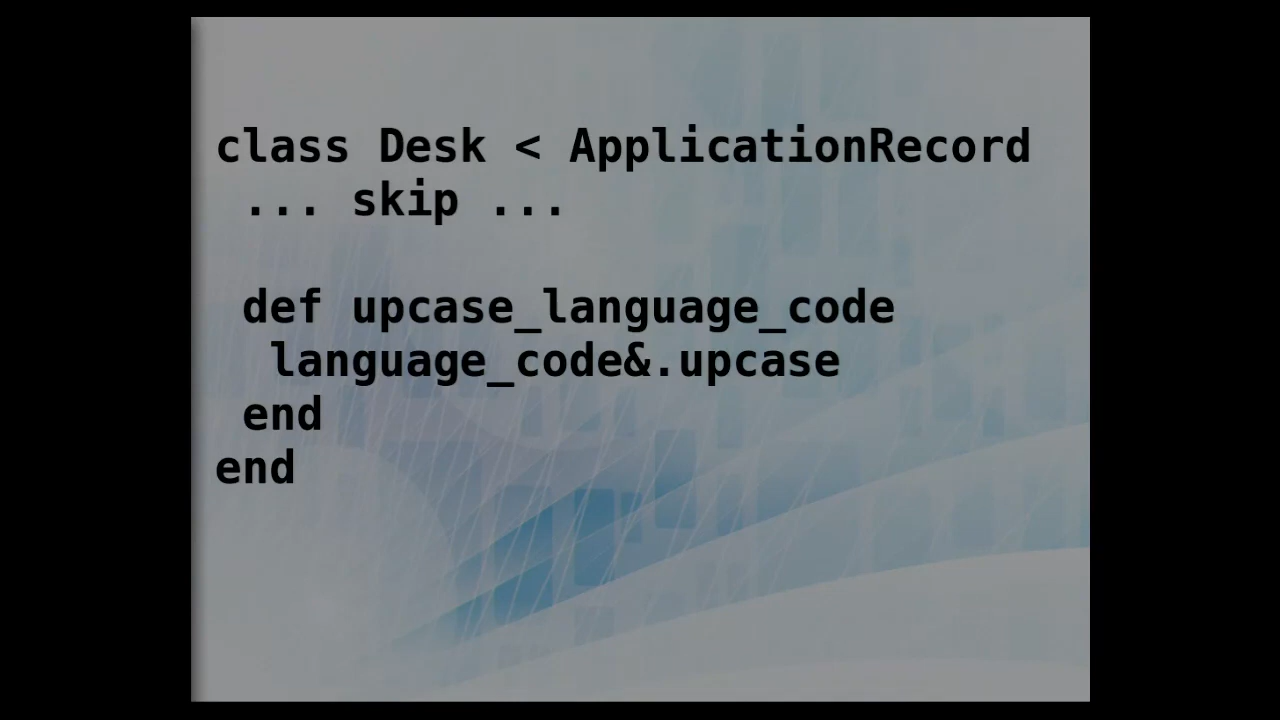 class Desk < ApplicationRecord
... skip ...
def upcase_language_code
language_code&.upcase
end
end